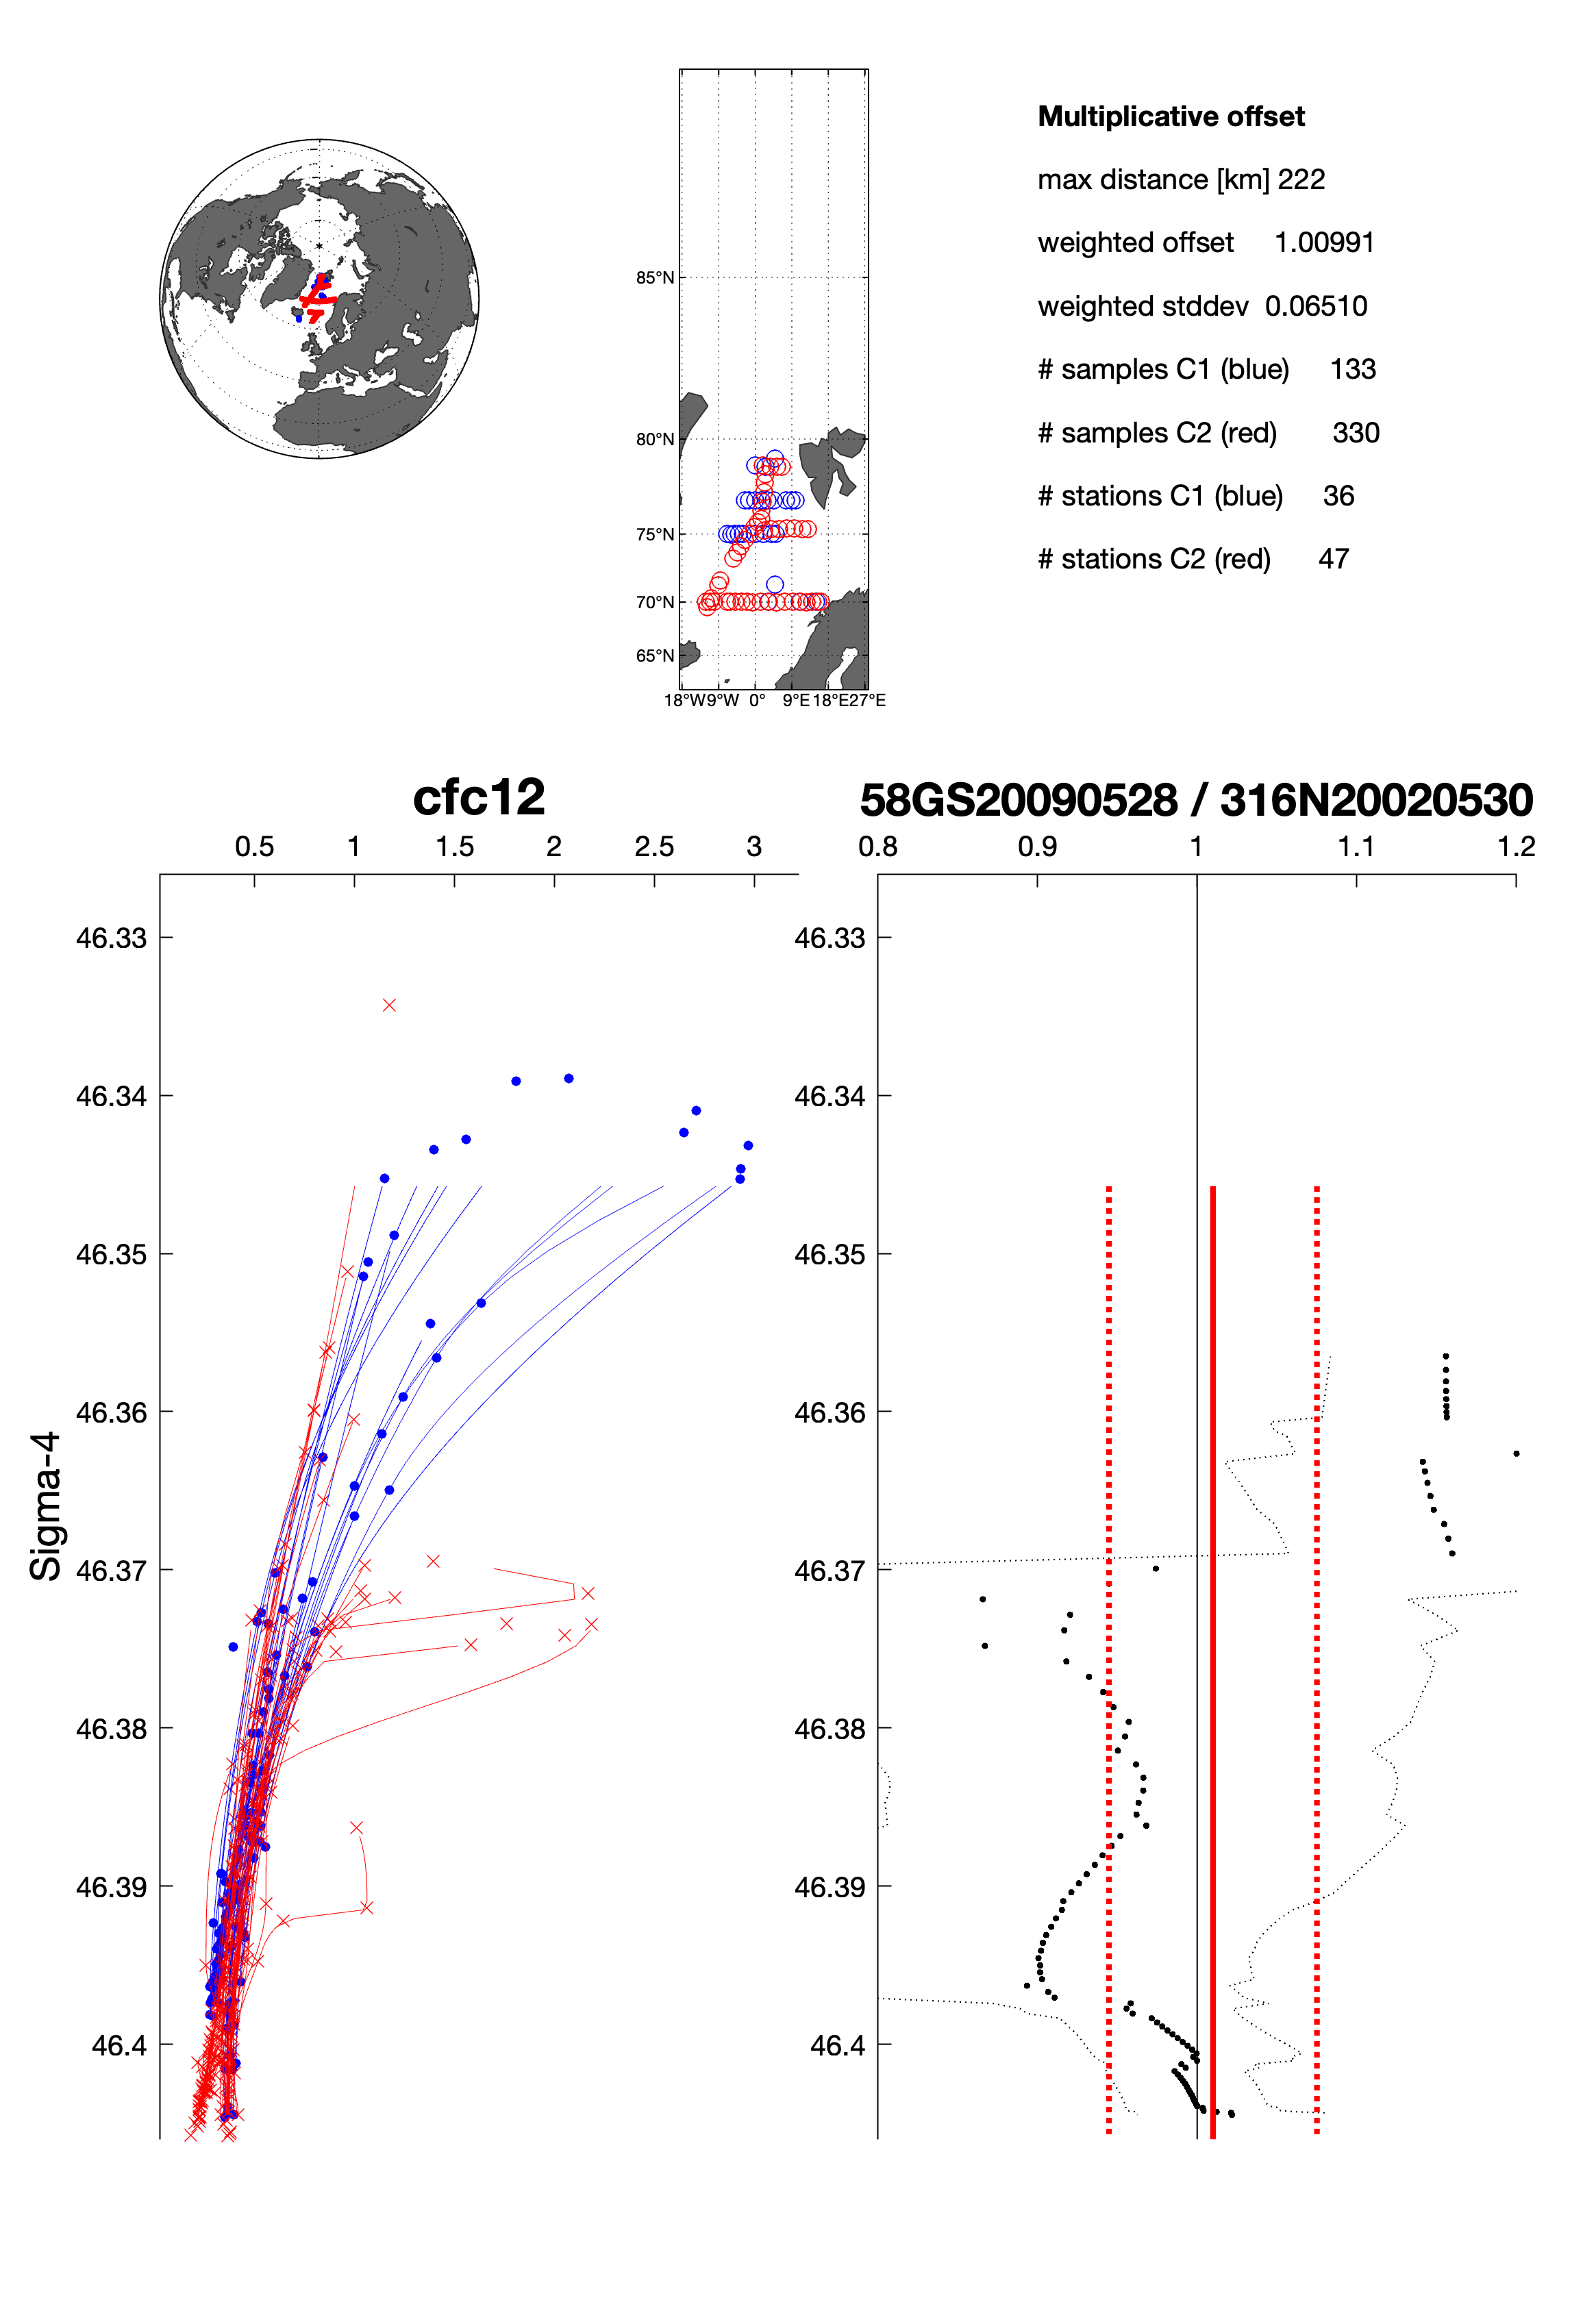 Multiplicative offset
max distance [km] 222
weighted offset 1.00991
weighted stddev 0.06510
# samples C1 (blue) 133
# samples C2 (red) 330
# stations C1 (blue) 36
# stations C2 (red) 47
85°N
80°N
75°N
70°N
65°N
18°W 9°W 0° 9°E 18°E 27°E
cfc12
0.5 1 1.5 2 2.5 3
46.33
46.34
46.35
46.36
46.37
46.38
46.39
46.4
Sigma-4
58GS20090528 / 316N20020530
0.8 0.9 1 1.1 1.2
46.33
46.34
46.35
46.36
46.37
46.38
46.39
46.4